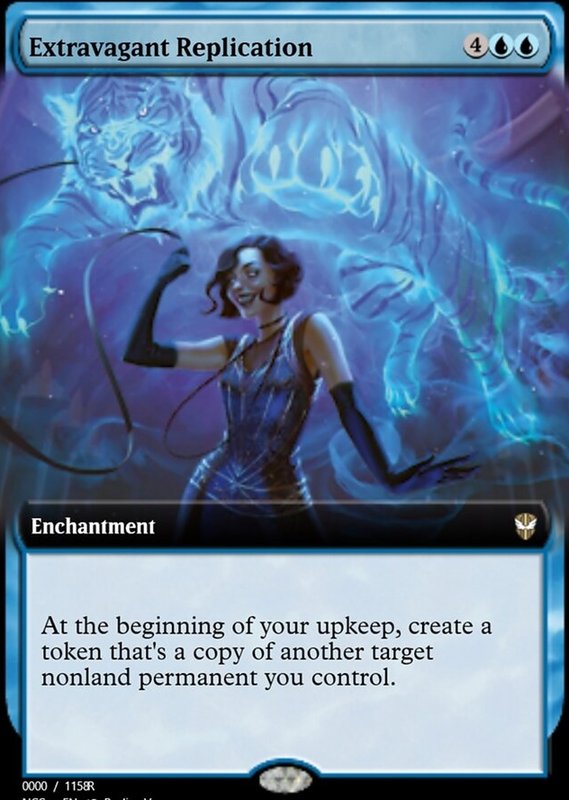 Extravagant Replication
4
Enchantment
At the beginning of your upkeep, create a
token that's a copy of another target
nonland permanent you control.
0000 / 1158R